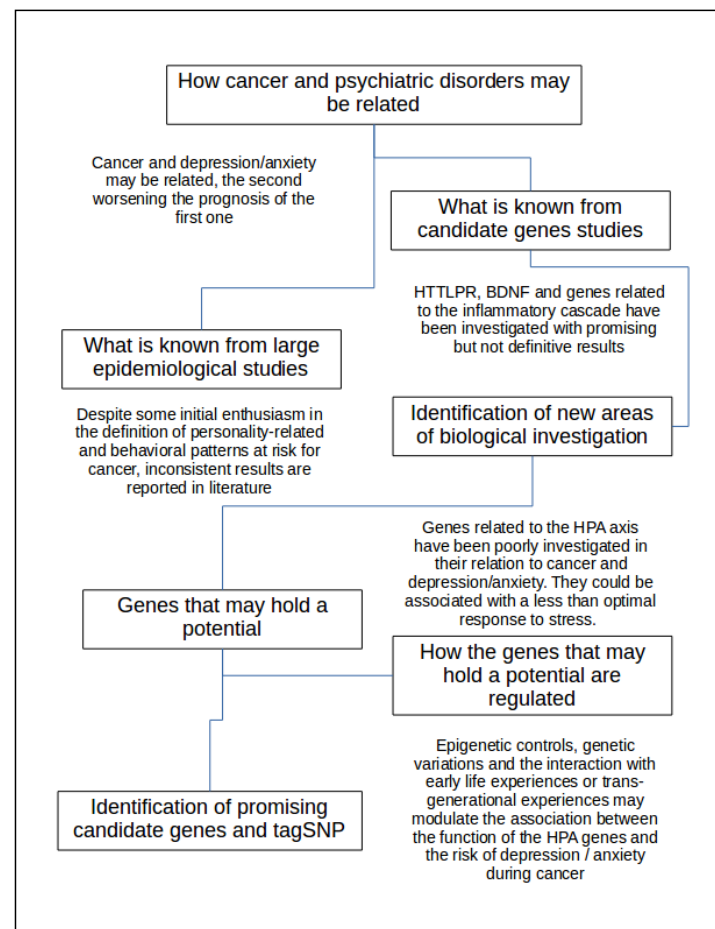 How cancer and psychiatric disorders may
be related
Cancer and depression/anxiety
may be related, the second
worsening the prognosis of the
first one
What is known from
candidate genes studies
HTTLPR, BDNF and genes related
to the inflammatory cascade have
been investigated with promising
but not definitive results
What is known from large
epidemiological studies
Despite some initial enthusiasm in
the definition of personality-related
and behavioral patterns at risk for
cancer, inconsistent results are
reported in literature
Identification of new areas
of biological investigation
Genes related to the HPA axis
have been poorly investigated in
their relation to cancer and
depression/anxiety. They could be
associated with a less than optimal
response to stress.
Genes that may hold a
potential
How the genes that may
hold a potential are
regulated
Epigenetic controls, genetic
variations and the interaction with
early life experiences or trans-
generational experiences may
modulate the association between
the function of the HPA genes and
the risk of depression / anxiety
during cancer
Identification of promising
candidate genes and tagSNP